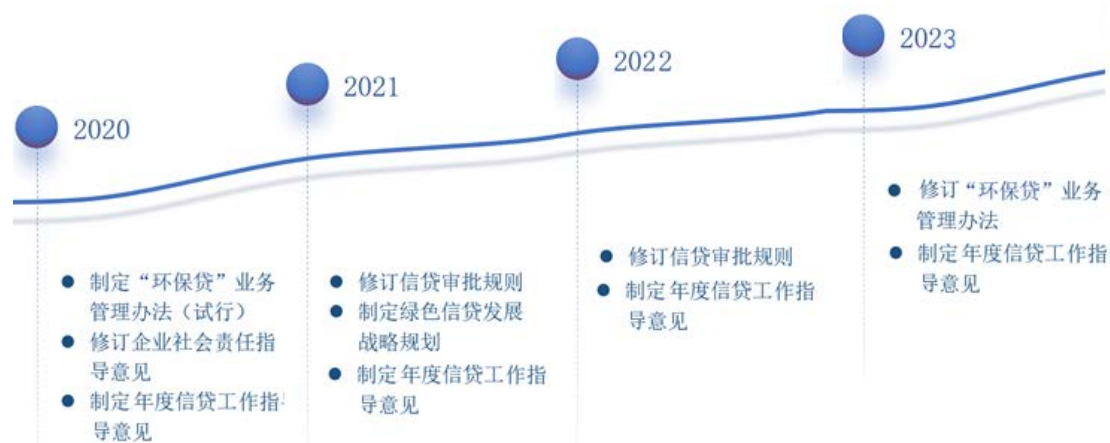 2020
制定“环保贷”业务
管理办法（试行）
修订企业社会责任指
导意见
制定年度信贷工作指
导意见
2021
修订信贷审批规则
制定绿色信贷发展
战略规划
制定年度信贷工作指
导意见
2022
修订信贷审批规则
制定年度信贷工作指
导意见
2023
修订“环保贷”业务
管理办法
制定年度信贷工作指
导意见